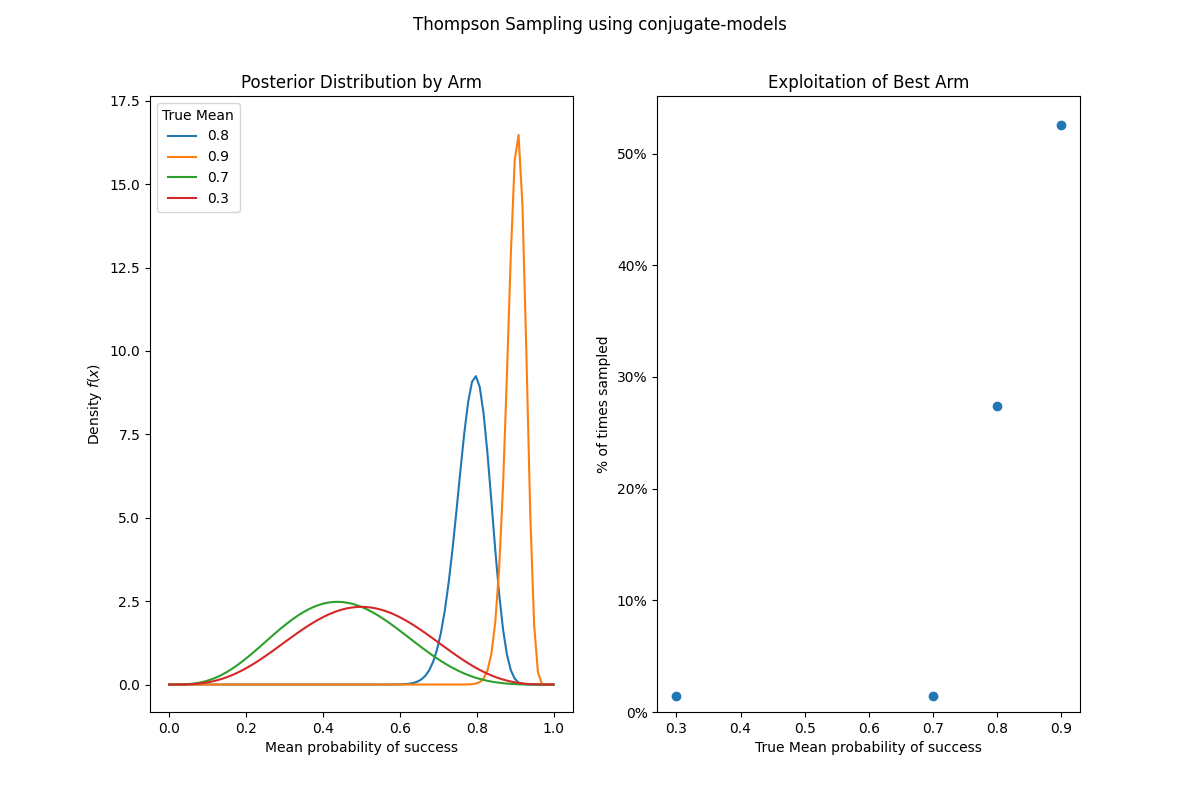 Thompson Sampling using conjugate-models
Posterior Distribution by Arm
17.5
15.0
12.5
10.0
7.5
5.0
2.5
0.0
Density f(x)
True Mean
0.8
0.9
0.7
0.3
0.0 0.2 0.4 0.6 0.8 1.0
Mean probability of success
Exploitation of Best Arm
50%
40%
30%
20%
10%
0%
% of times sampled
0.3 0.4 0.5 0.6 0.7 0.8 0.9
True Mean probability of success